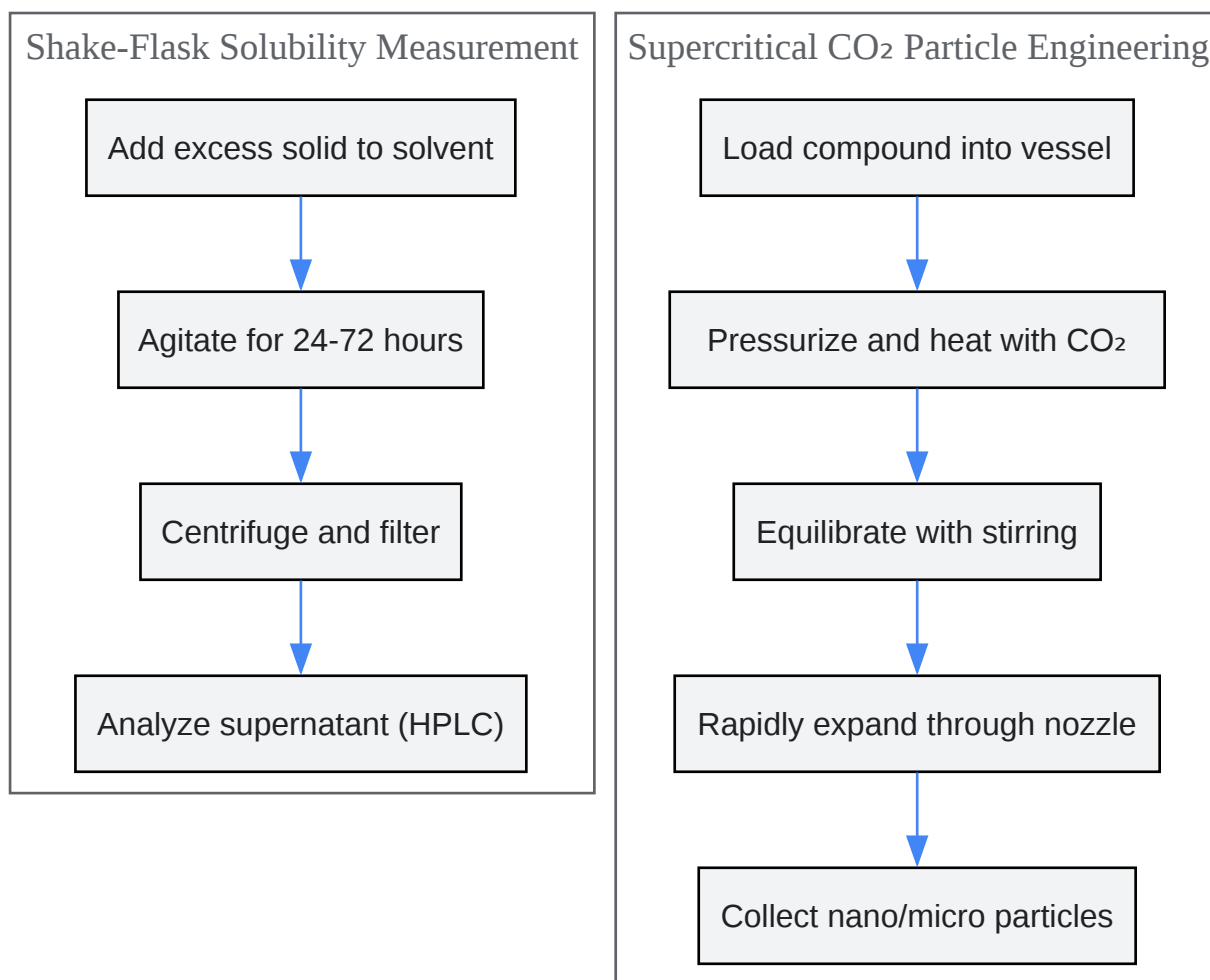 Shake-Flask Solubility Measurement
Add excess solid to solvent
Agitate for 24-72 hours
Centrifuge and filter
Analyze supernatant (HPLC)
Supercritical CO₂ Particle Engineering
Load compound into vessel
Pressurize and heat with CO₂
Equilibrate with stirring
Rapidly expand through nozzle
Collect nano/micro particles